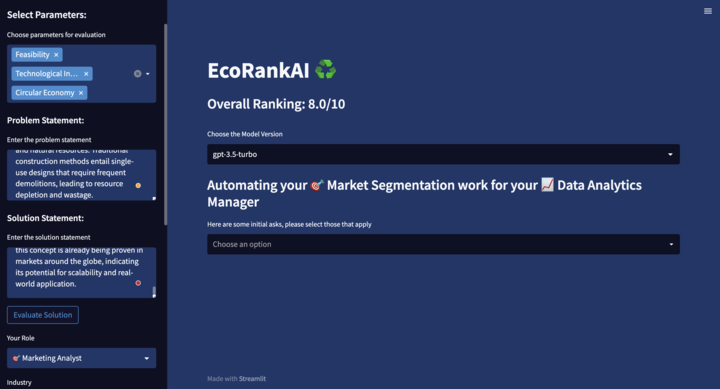 Select Parameters:
Choose parameters for evaluation
Feasibility ×
Technological In... ×
Circular Economy ×
Problem Statement:
Enter the problem statement
and natural resources. Traditional
construction methods entail single-
use designs that require frequent
demolitions, leading to resource
depletion and wastage.
Solution Statement:
Enter the solution statement
this concept is already being proven in
markets around the globe, indicating
its potential for scalability and real-
world application.
Evaluate Solution
Your Role
🎯 Marketing Analyst
Industry
EcoRankAI ♻️
Overall Ranking: 8.0/10
Choose the Model Version
gpt-3.5-turbo
Automating your 🎯 Market Segmentation work for your 📈 Data Analytics
Manager
Here are some initial asks, please select those that apply
Choose an option
Made with Streamlit